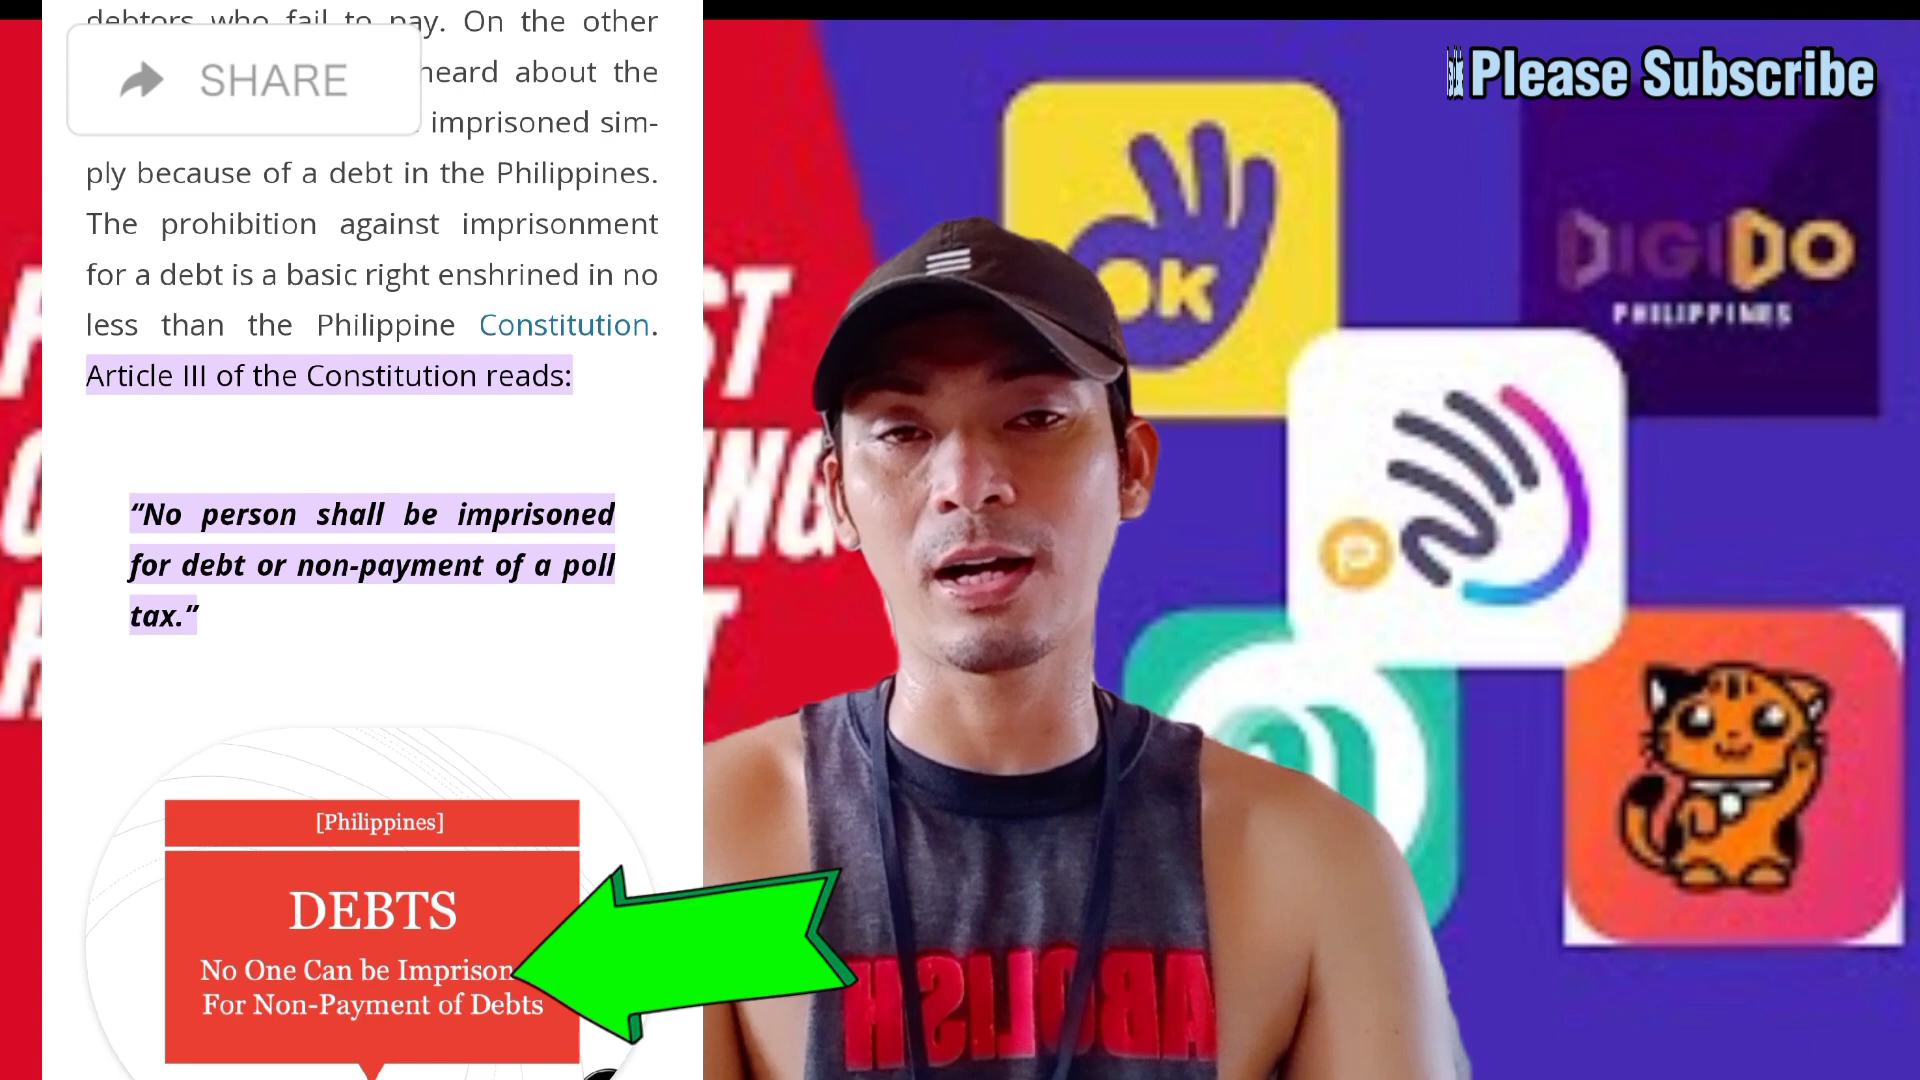 debtors who fail to pay. On the other
SHARE
heard about the
imprisoned sim-
ply because of a debt in the Philippines.
The prohibition against imprisonment
for a debt is a basic right enshrined in no
less than the Philippine Constitution.
Article III of the Constitution reads:
“No person shall be imprisoned
for debt or non-payment of a poll
tax.”
[Philippines]
DEBTS
No One Can be Imprison
For Non-Payment of Debts
Please Subscribe
OK
DIGIDO
PHILIPPINES
P
ABOLISH